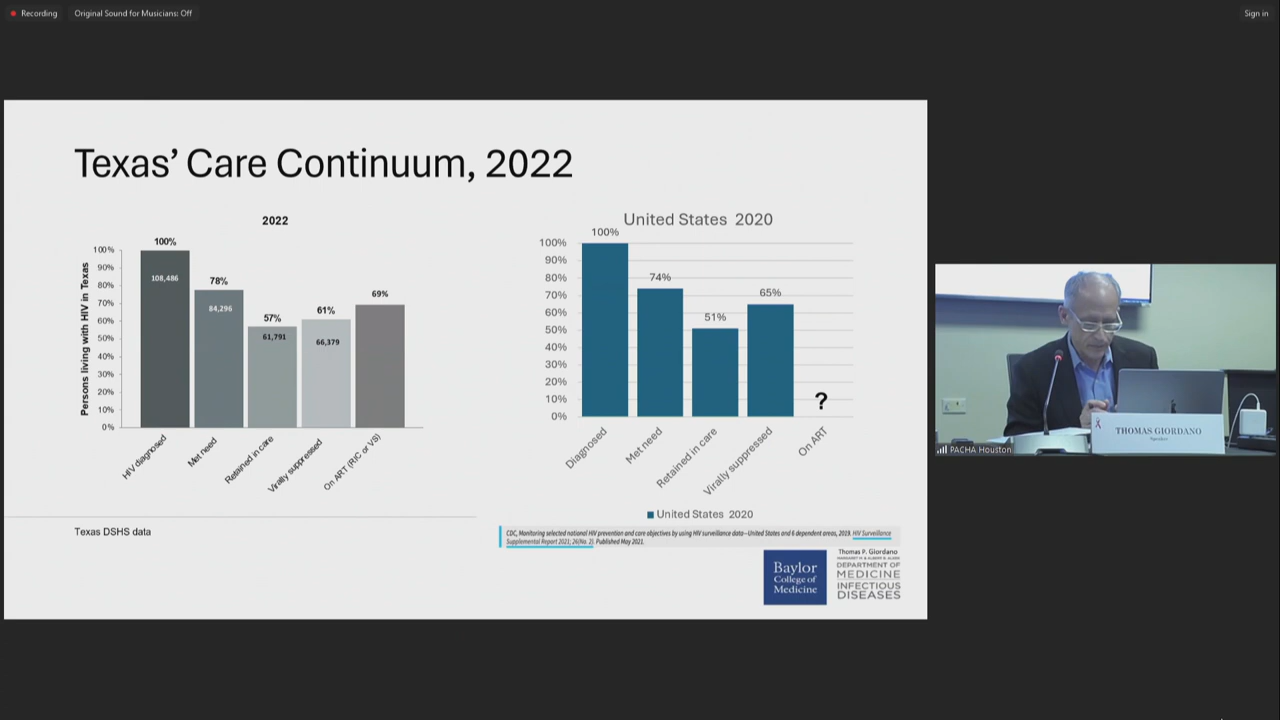 Recording
Original Sound for Musicians: Off
Sign in
Texas' Care Continuum, 2022
2022
Persons living with HIV in Texas
100%
90%
80%
70%
60%
50%
40%
30%
20%
10%
0%
100%
108,486
78%
84,296
57%
61,791
61%
66,379
69%
HIV diagnosed
Met need
Retained in care
Virally suppressed
On ART (RIC or VS)
Texas DSHS data
United States 2020
100%
90%
80%
70%
60%
50%
40%
30%
20%
10%
0%
100%
74%
51%
65%
?
Diagnosed
Met need
Retained in care
Virally suppressed
On ART
United States 2020
CDC, Monitoring selected national HIV prevention and care objectives by using HIV surveillance data—United States and 6 dependent areas, 2019. HIV Surveillance
Supplemental Report 2021; 26(No. 2). Published May 2021.
Baylor
College of
Medicine
Thomas P. Giordano
DEPARTMENT OF
MEDICINE
INFECTIOUS
DISEASES
THOMAS GIORDANO
Speaker
PACHA Houston